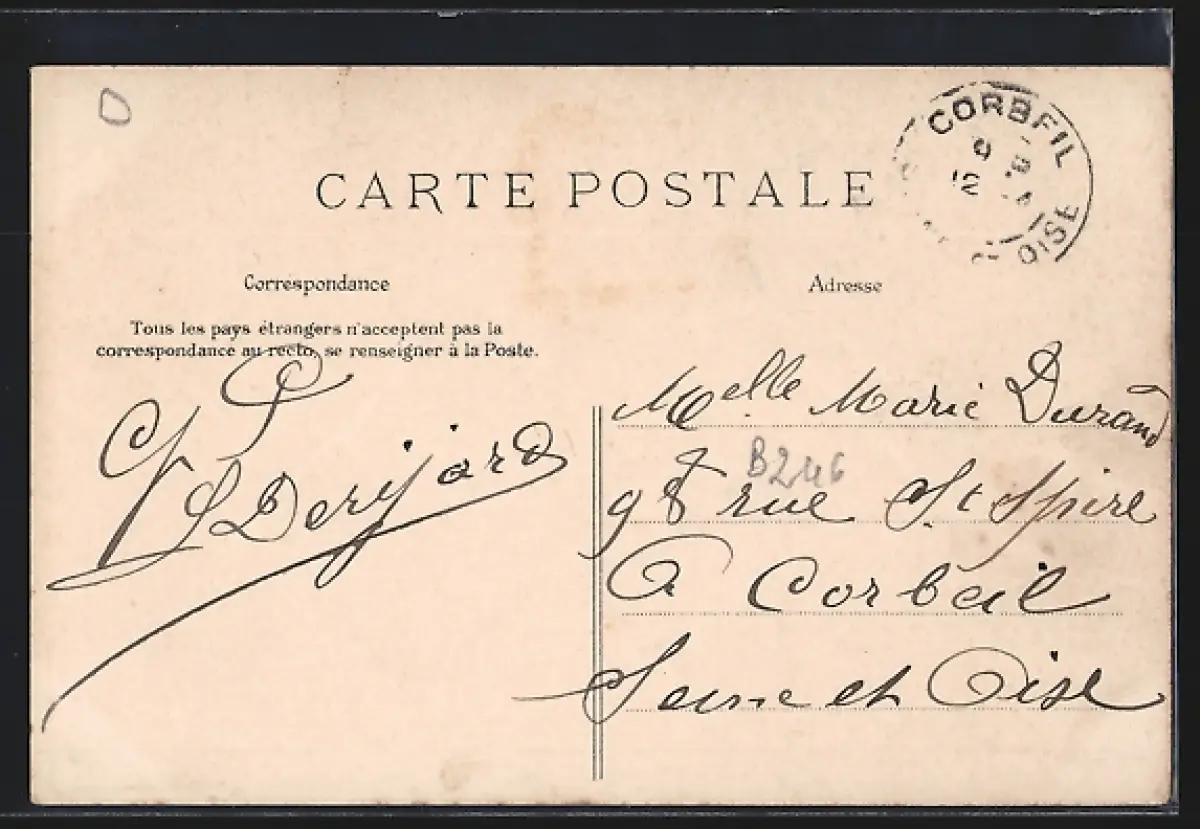 CARTE POSTALE
CORBEIL
OISE
Correspondance
Adresse
Tous les pays étrangers n'acceptent pas la
correspondance au recto, se renseigner à la Poste.
Derijard
Melle Marie Durand
98 rue St Spire
B246
A Corbeil
Seine et Oise